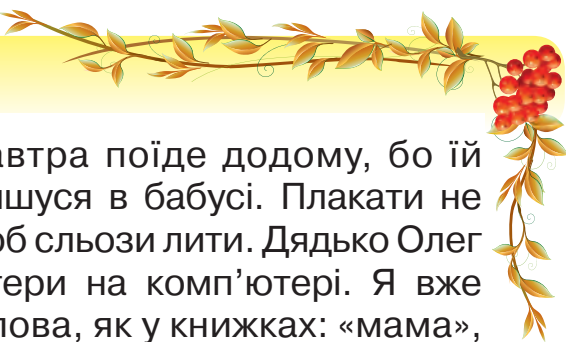 автра поїде додому, бо їй
шуся в бабусі. Плакати не
об сльози лити. Дядько Олег
тери на комп’ютері. Я вже
лова, як у книжках: «мама»,